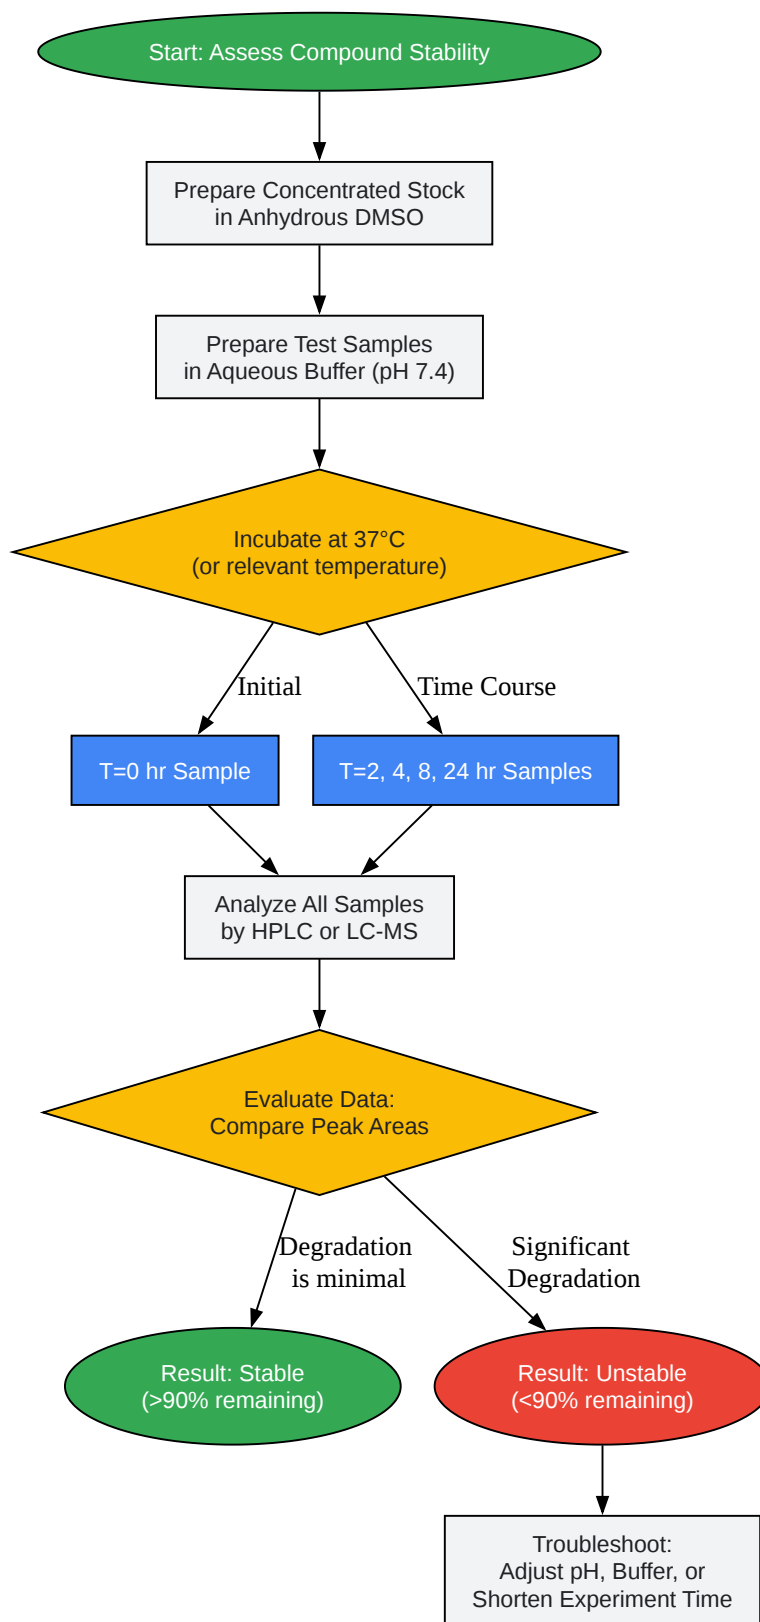 Start: Assess Compound Stability
Prepare Concentrated Stock
in Anhydrous DMSO
Prepare Test Samples
in Aqueous Buffer (pH 7.4)
Incubate at 37°C
(or relevant temperature)
Initial
Time Course
T=0 hr Sample
T=2, 4, 8, 24 hr Samples
Analyze All Samples
by HPLC or LC-MS
Evaluate Data:
Compare Peak Areas
Degradation
is minimal
Significant
Degradation
Result: Stable
(>90% remaining)
Result: Unstable
(<90% remaining)
Troubleshoot:
Adjust pH, Buffer, or
Shorten Experiment Time